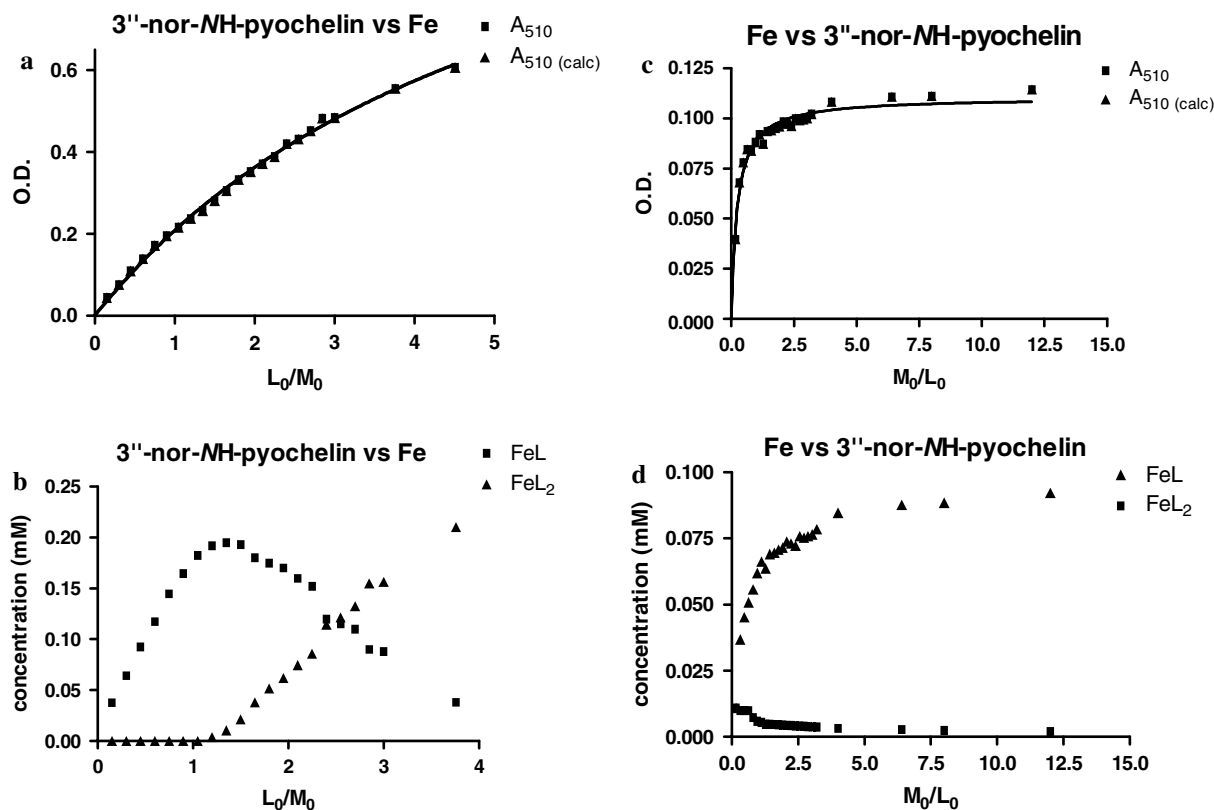 a
3''-nor-NH-pyochelin vs Fe
A510
A510 (calc)
O.D.
0.6
0.4
0.2
0.0
0 1 2 3 4 5
L0/M0
c
Fe vs 3''-nor-NH-pyochelin
A510
A510 (calc)
O.D.
0.125
0.100
0.075
0.050
0.025
0.000
0.0 2.5 5.0 7.5 10.0 12.5 15.0
M0/L0
b
3''-nor-NH-pyochelin vs Fe
FeL
FeL2
concentration (mM)
0.25
0.20
0.15
0.10
0.05
0.00
0 1 2 3 4
L0/M0
d
Fe vs 3''-nor-NH-pyochelin
FeL
FeL2
concentration (mM)
0.100
0.075
0.050
0.025
0.000
0.0 2.5 5.0 7.5 10.0 12.5 15.0
M0/L0